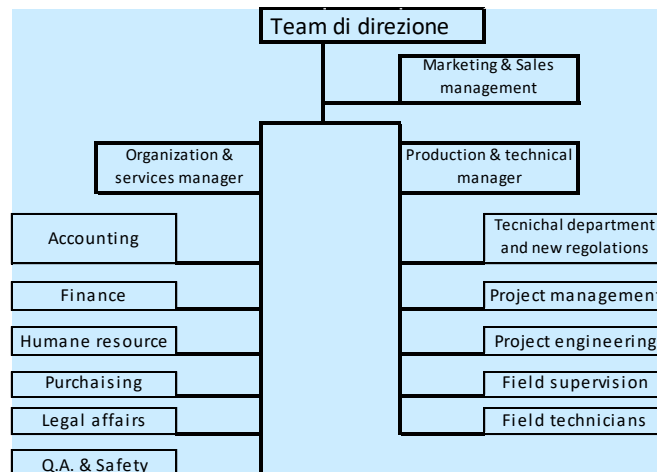 Team di direzione
Marketing & Sales
management
Organization &
services manager
Production & technical
manager
Accounting
Tecnichal department
and new regolations
Finance
Project management
Humane resource
Project engineering
Purchaising
Field supervision
Legal affairs
Field technicians
Q.A. & Safety